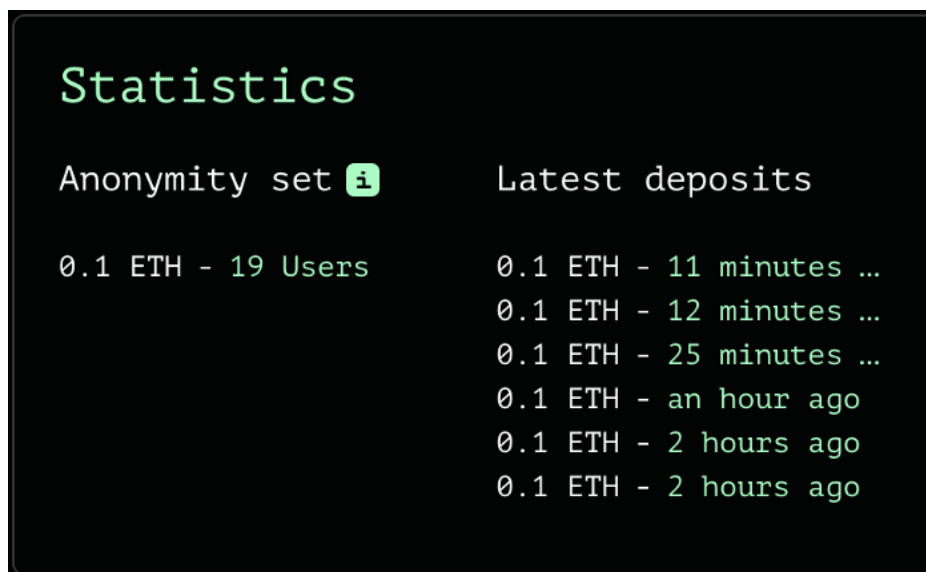 Statistics
Anonymity set i
0.1 ETH - 19 Users
Latest deposits
0.1 ETH - 11 minutes …
0.1 ETH - 12 minutes …
0.1 ETH - 25 minutes …
0.1 ETH - an hour ago
0.1 ETH - 2 hours ago
0.1 ETH - 2 hours ago